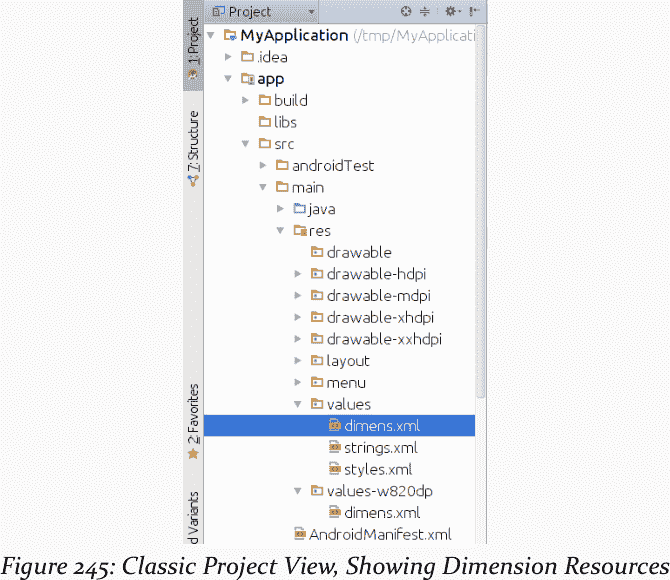 Project
MyApplication (/tmp/MyApplicati
.idea
app
build
libs
src
androidTest
main
java
res
drawable
drawable-hdpi
drawable-mdpi
drawable-xhdpi
drawable-xxhdpi
layout
menu
values
dimens.xml
strings.xml
styles.xml
values-w820dp
dimens.xml
AndroidManifest.xml
1: Project
7: Structure
2: Favorites
d Variants
Figure 245: Classic Project View, Showing Dimension Resources